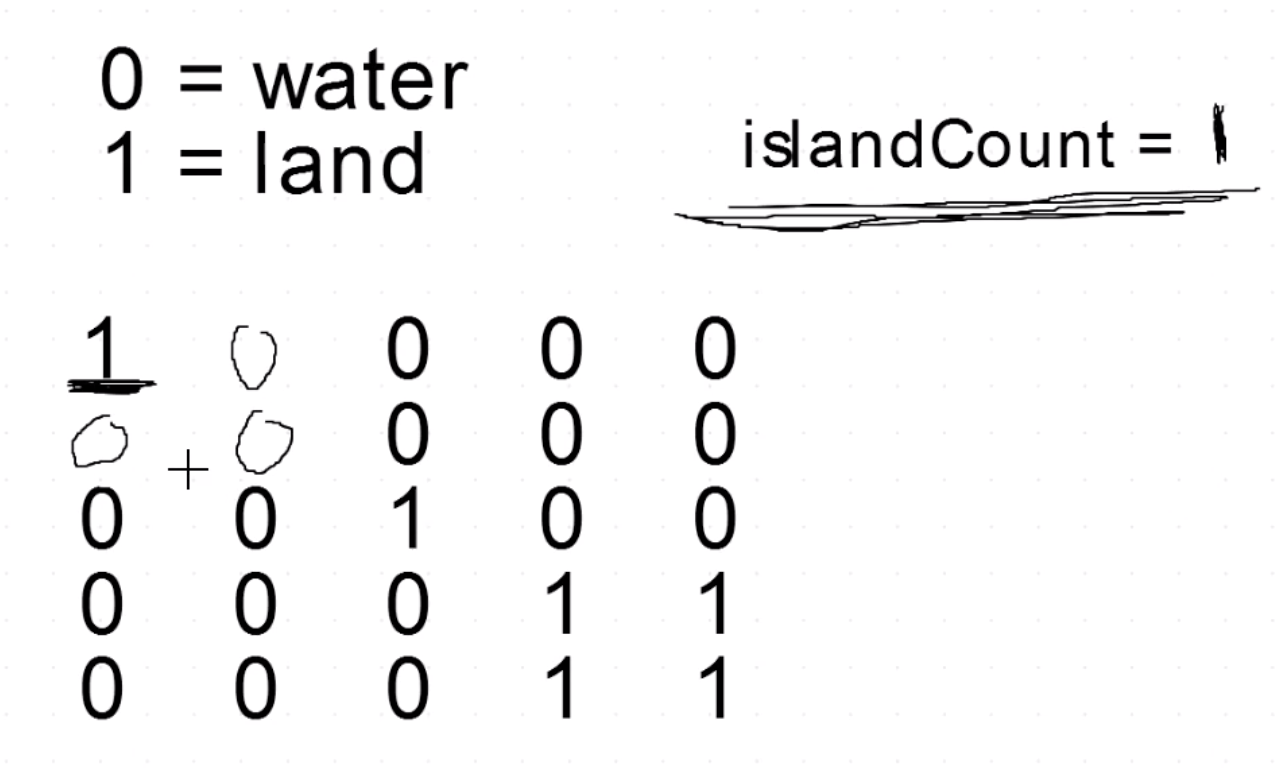 0 = water
1 = land
islandCount = 1
1 0 0 0 0
0 0 0 0 0
0 0 1 0 0
0 0 0 1 1
0 0 0 1 1